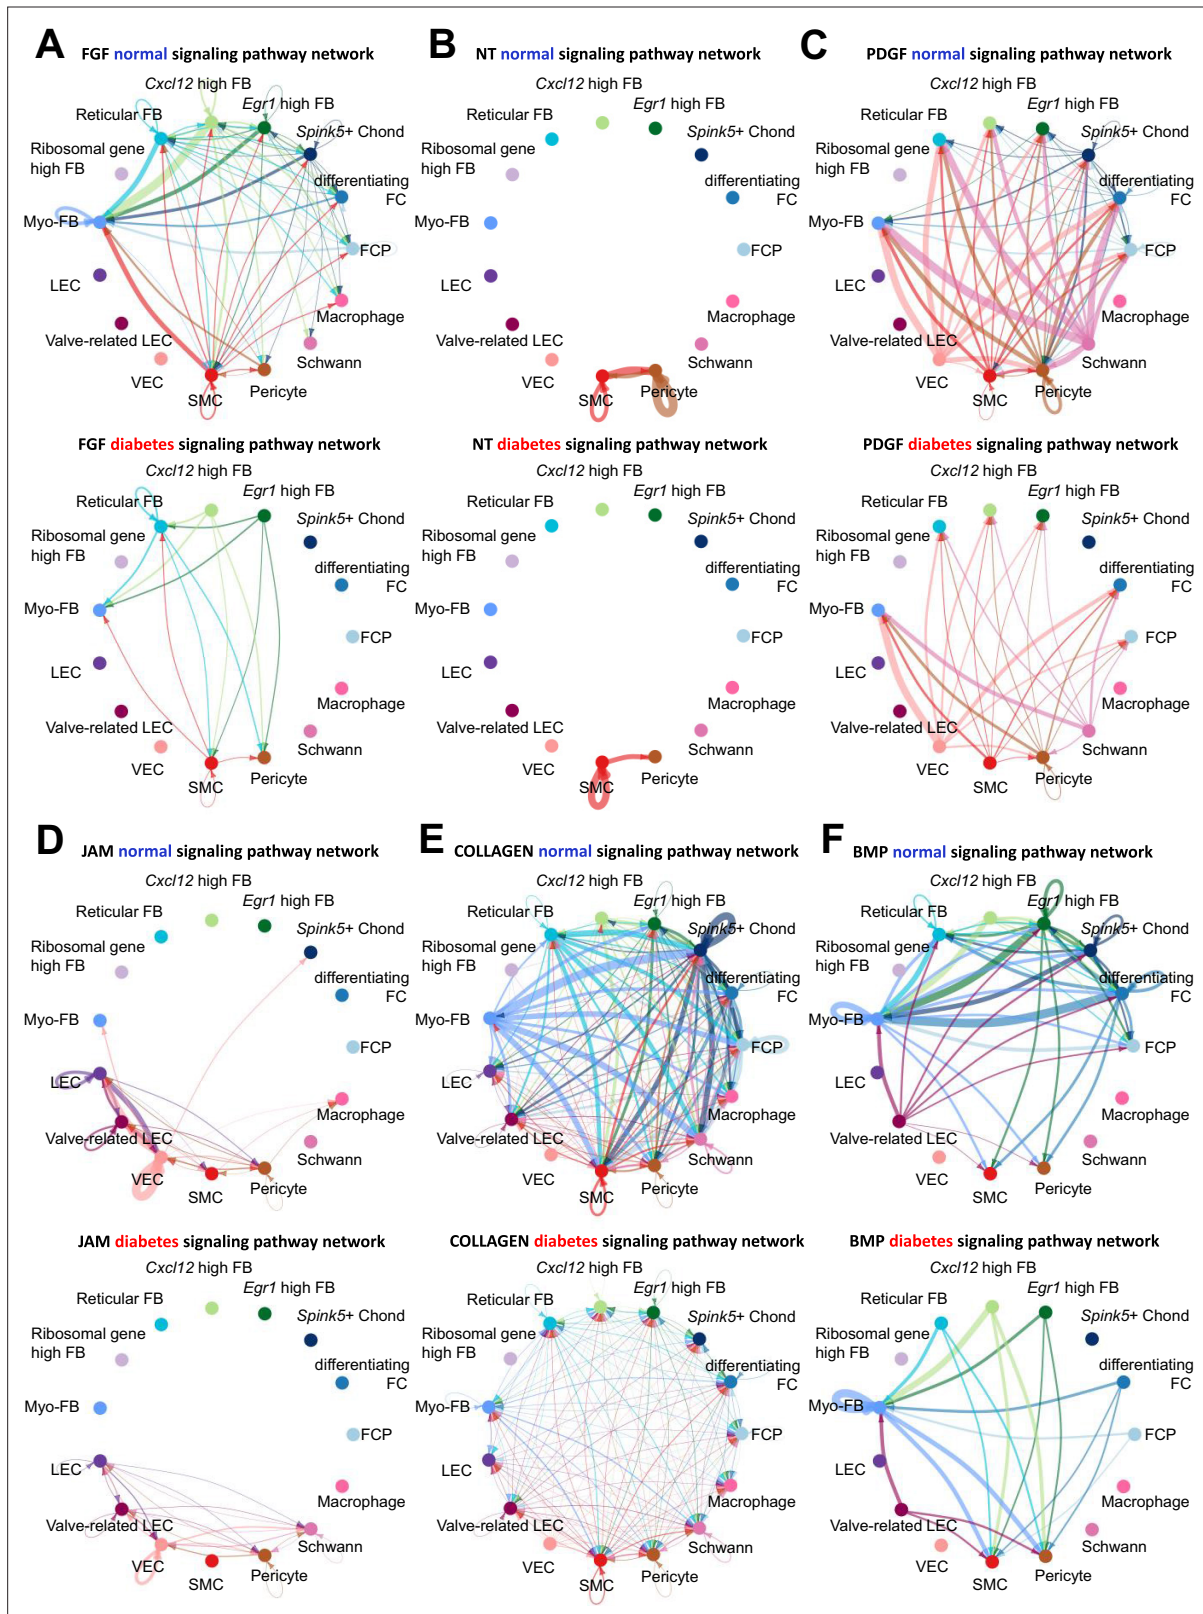 A
FGF normal signaling pathway network
Cxcl12 high FB
Egr1 high FB
Reticular FB
Spink5+ Chond
Ribosomal gene
high FB
differentiating
FC
Myo-FB
FCP
LEC
Macrophage
Valve-related LEC
Schwann
VEC
SMC
Pericyte
FGF diabetes signaling pathway network
Cxcl12 high FB
Egr1 high FB
Reticular FB
Spink5+ Chond
Ribosomal gene
high FB
differentiating
FC
Myo-FB
FCP
LEC
Macrophage
Valve-related LEC
Schwann
VEC
SMC
Pericyte
B
NT normal signaling pathway network
Cxcl12 high FB
Egr1 high FB
Reticular FB
Spink5+ Chond
Ribosomal gene
high FB
differentiating
FC
Myo-FB
FCP
LEC
Macrophage
Valve-related LEC
Schwann
VEC
SMC
Pericyte
NT diabetes signaling pathway network
Cxcl12 high FB
Egr1 high FB
Reticular FB
Spink5+ Chond
Ribosomal gene
high FB
differentiating
FC
Myo-FB
FCP
LEC
Macrophage
Valve-related LEC
Schwann
VEC
SMC
Pericyte
C
PDGF normal signaling pathway network
Cxcl12 high FB
Egr1 high FB
Reticular FB
Spink5+ Chond
Ribosomal gene
high FB
differentiating
FC
Myo-FB
FCP
LEC
Macrophage
Valve-related LEC
Schwann
VEC
SMC
Pericyte
PDGF diabetes signaling pathway network
Cxcl12 high FB
Egr1 high FB
Reticular FB
Spink5+ Chond
Ribosomal gene
high FB
differentiating
FC
Myo-FB
FCP
LEC
Macrophage
Valve-related LEC
Schwann
VEC
SMC
Pericyte
D
JAM normal signaling pathway network
Cxcl12 high FB
Egr1 high FB
Reticular FB
Spink5+ Chond
Ribosomal gene
high FB
differentiating
FC
Myo-FB
FCP
LEC
Macrophage
Valve-related LEC
Schwann
VEC
SMC
Pericyte
JAM diabetes signaling pathway network
Cxcl12 high FB
Egr1 high FB
Reticular FB
Spink5+ Chond
Ribosomal gene
high FB
differentiating
FC
Myo-FB
FCP
LEC
Macrophage
Valve-related LEC
Schwann
VEC
SMC
Pericyte
E
COLLAGEN normal signaling pathway network
Cxcl12 high FB
Egr1 high FB
Reticular FB
Spink5+ Chond
Ribosomal gene
high FB
differentiating
FC
Myo-FB
FCP
LEC
Macrophage
Valve-related LEC
Schwann
VEC
SMC
Pericyte
COLLAGEN diabetes signaling pathway network
Cxcl12 high FB
Egr1 high FB
Reticular FB
Spink5+ Chond
Ribosomal gene
high FB
differentiating
FC
Myo-FB
FCP
LEC
Macrophage
Valve-related LEC
Schwann
VEC
SMC
Pericyte
F
BMP normal signaling pathway network
Cxcl12 high FB
Egr1 high FB
Reticular FB
Spink5+ Chond
Ribosomal gene
high FB
differentiating
FC
Myo-FB
FCP
LEC
Macrophage
Valve-related LEC
Schwann
VEC
SMC
Pericyte
BMP diabetes signaling pathway network
Cxcl12 high FB
Egr1 high FB
Reticular FB
Spink5+ Chond
Ribosomal gene
high FB
differentiating
FC
Myo-FB
FCP
LEC
Macrophage
Valve-related LEC
Schwann
VEC
SMC
Pericyte